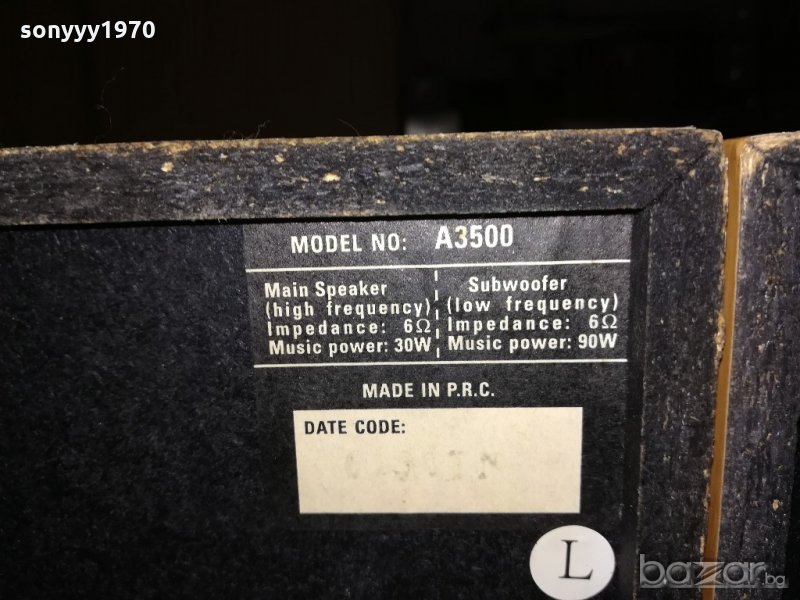 sonyyy1970
MODEL NO: A3500
Main Speaker
(high frequency)
Impedance: 6Ω
Music power: 30W
Subwoofer
(low frequency)
Impedance: 6Ω
Music power: 90W
MADE IN P.R.C.
DATE CODE:
L
bazar.bg